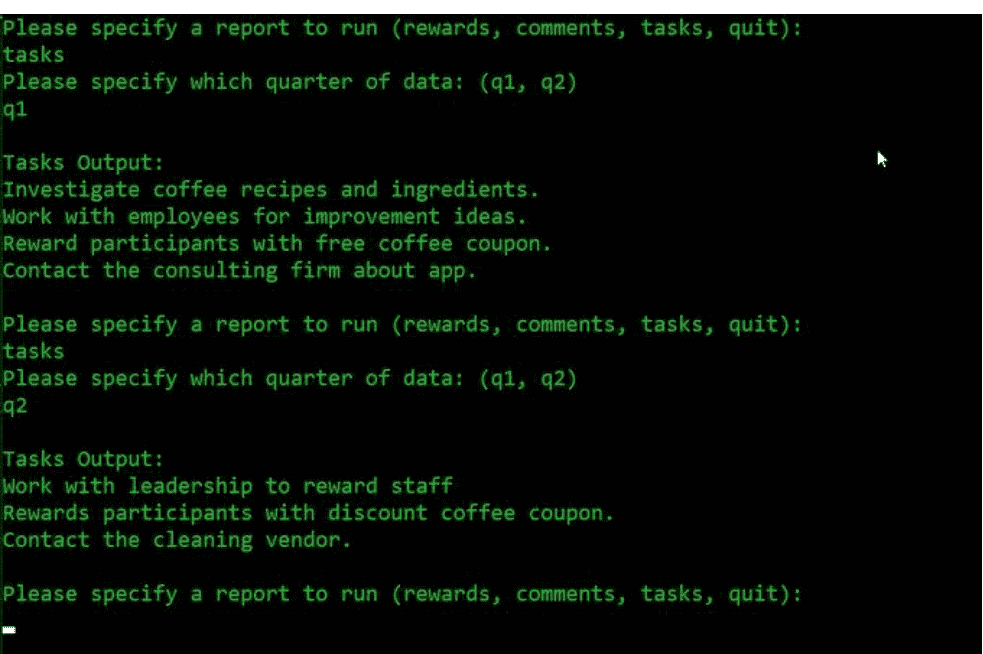 Please specify a report to run (rewards, comments, tasks, quit):
tasks
Please specify which quarter of data: (q1, q2)
q1
Tasks Output:
Investigate coffee recipes and ingredients.
Work with employees for improvement ideas.
Reward participants with free coffee coupon.
Contact the consulting firm about app.
Please specify a report to run (rewards, comments, tasks, quit):
tasks
Please specify which quarter of data: (q1, q2)
q2
Tasks Output:
Work with leadership to reward staff
Rewards participants with discount coffee coupon.
Contact the cleaning vendor.
Please specify a report to run (rewards, comments, tasks, quit):